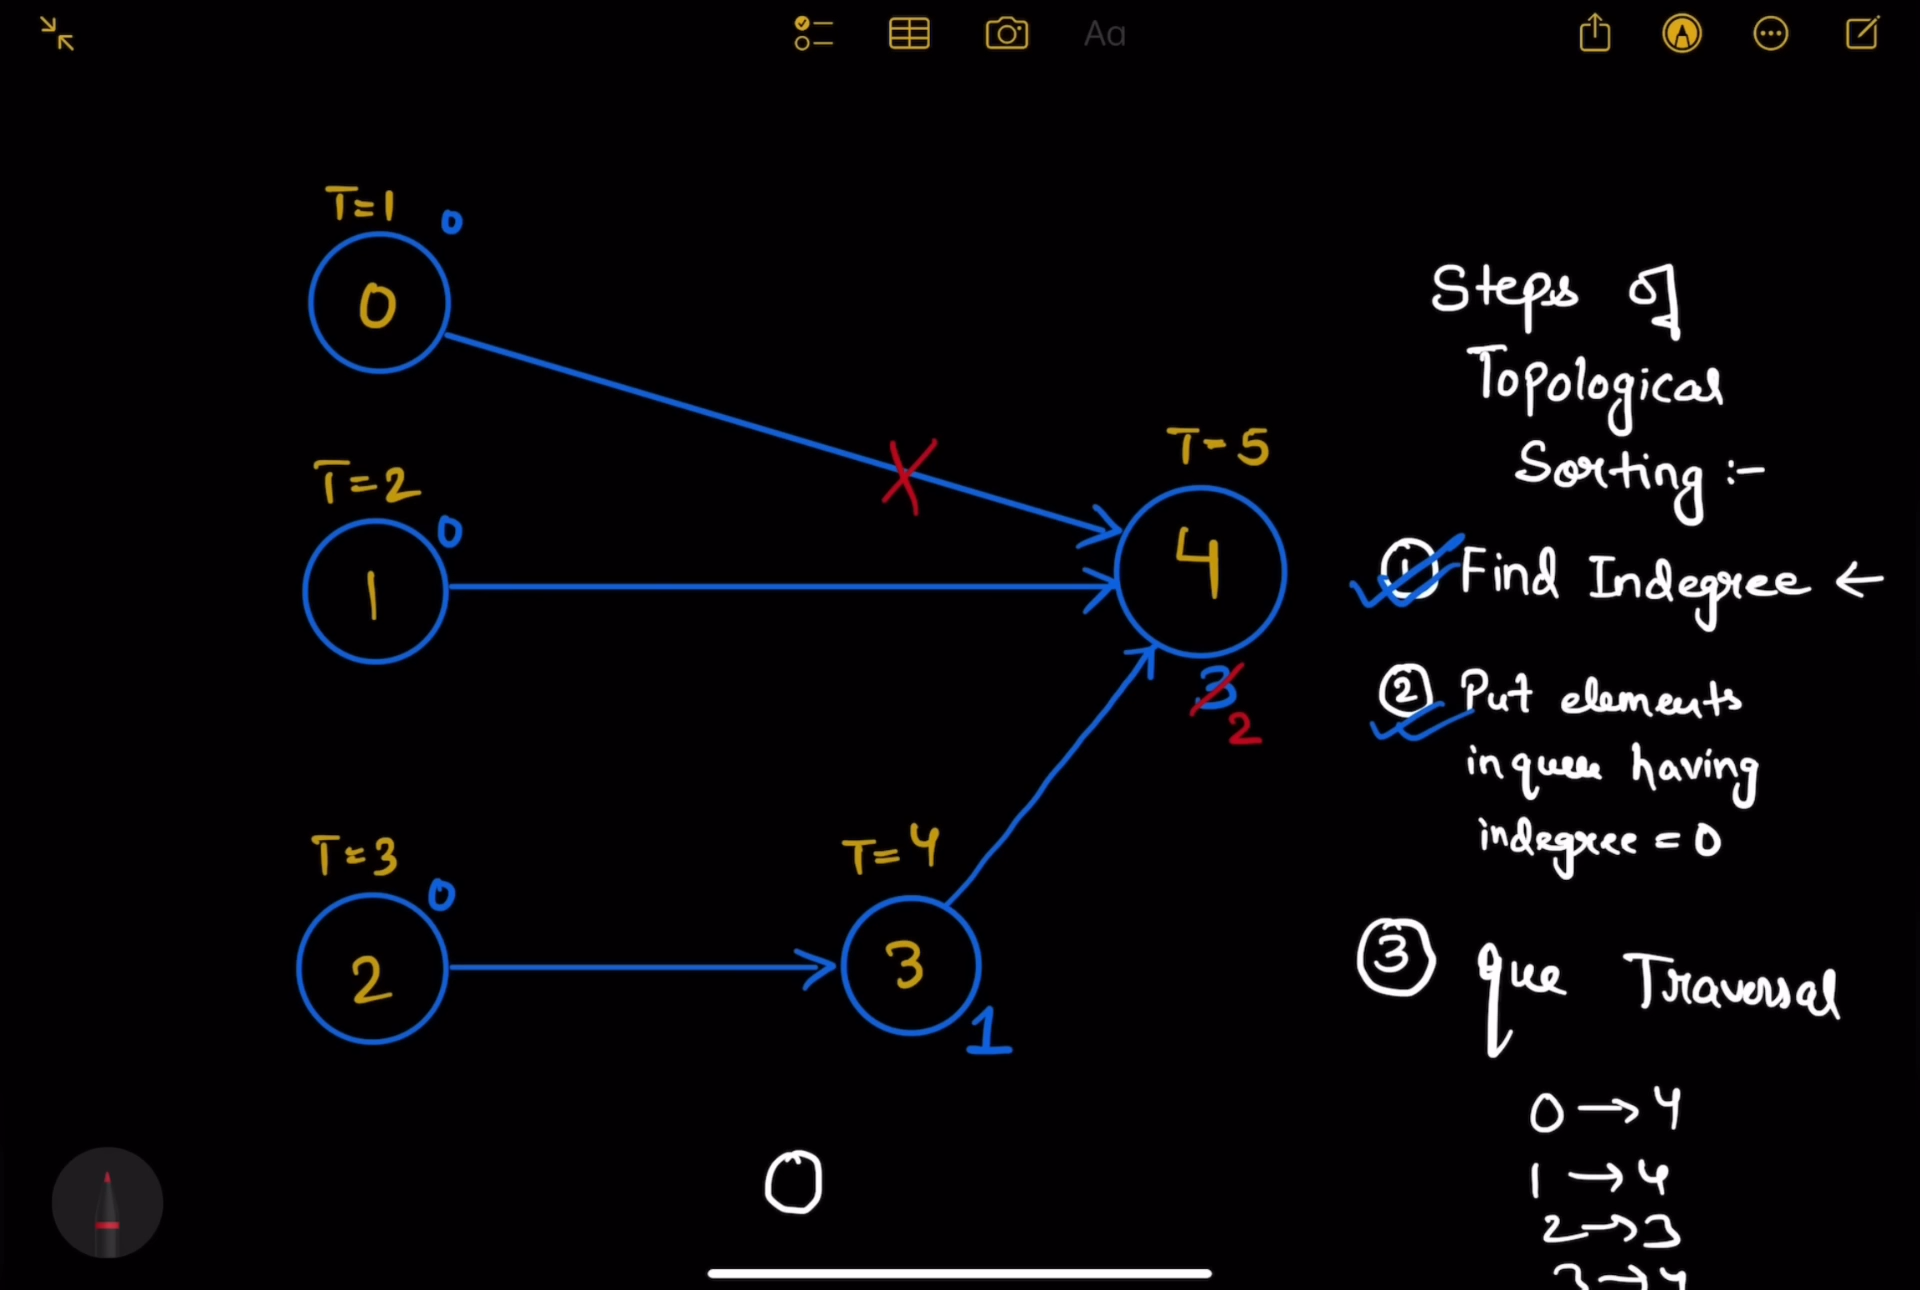 Aa
T=1
0
0
T=2
0
1
T=3
0
2
T=4
3
1
T-5
4
3
2
0
Steps of
Topological
Sorting :-
① Find Indegree ←
② Put elements
in queue having
indegree = 0
③ que Traversal
0 → 4
1 → 4
2 → 3
3 → 4